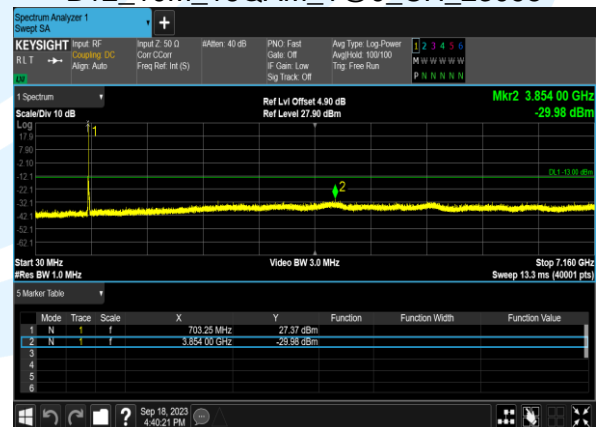 Spectrum Analyzer 1
Swept SA
+
KEYSIGHT Input: RF Input Z: 50 Ω #Atten: 40 dB PNO: Fast Avg Type: Log-Power 1 2 3 4 5 6
RLT Coupling: DC Corr CCorr Gate: Off Avg|Hold: 100/100 M W W W W W
Align: Auto Freq Ref: Int (S) IF Gain: Low Trig: Free Run
Sig Track: Off P N N N N N
1 Spectrum
Mkr2 3.854 00 GHz
Ref Lvl Offset 4.90 dB
Scale/Div 10 dB Ref Level 27.90 dBm -29.98 dBm
Log
1
17.9
7.90
-2.10
-12.1 DL1 -13.00 dBm
-22.1 2
-32.1
-42.1
-52.1
-62.1
Start 30 MHz Video BW 3.0 MHz Stop 7.160 GHz
#Res BW 1.0 MHz Sweep 13.3 ms (40001 pts)
5 Marker Table
Mode Trace Scale X Y Function Function Width Function Value
1 N 1 f 703.25 MHz 27.37 dBm
2 N 1 f 3.854 00 GHz -29.98 dBm
3
4
5
6
? Sep 18, 2023
4:40:21 PM